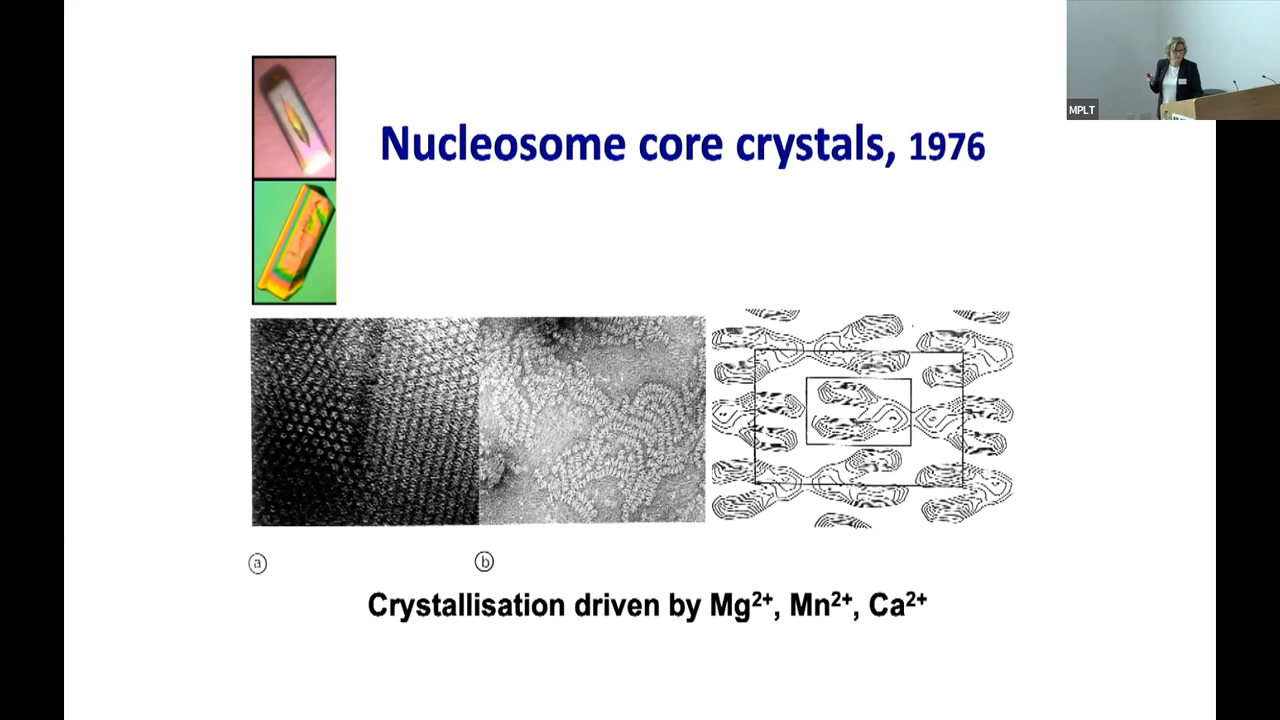 MPLT
Nucleosome core crystals, 1976
a
b
Crystallisation driven by Mg²⁺, Mn²⁺, Ca²⁺